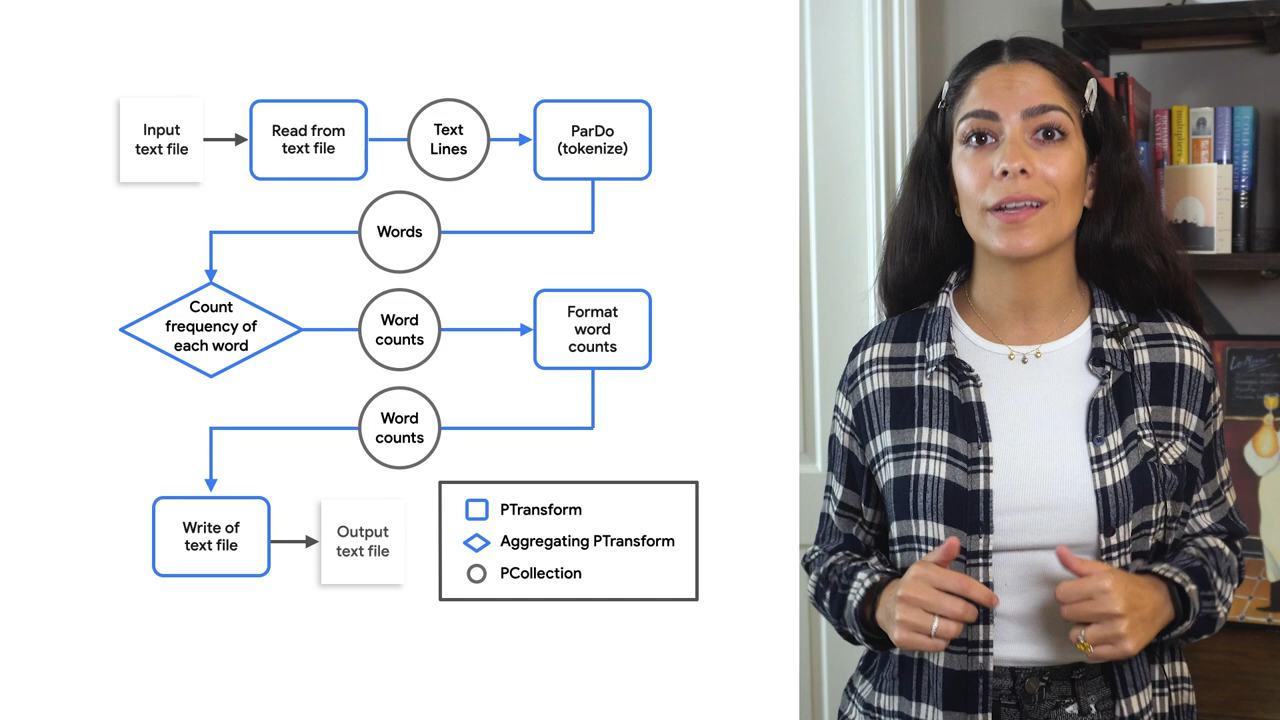 Input
text file
Read from
text file
Text
Lines
ParDo
(tokenize)
Words
Count
frequency of
each word
Word
counts
Format
word
counts
Word
counts
Write of
text file
Output
text file
PTransform
Aggregating PTransform
PCollection